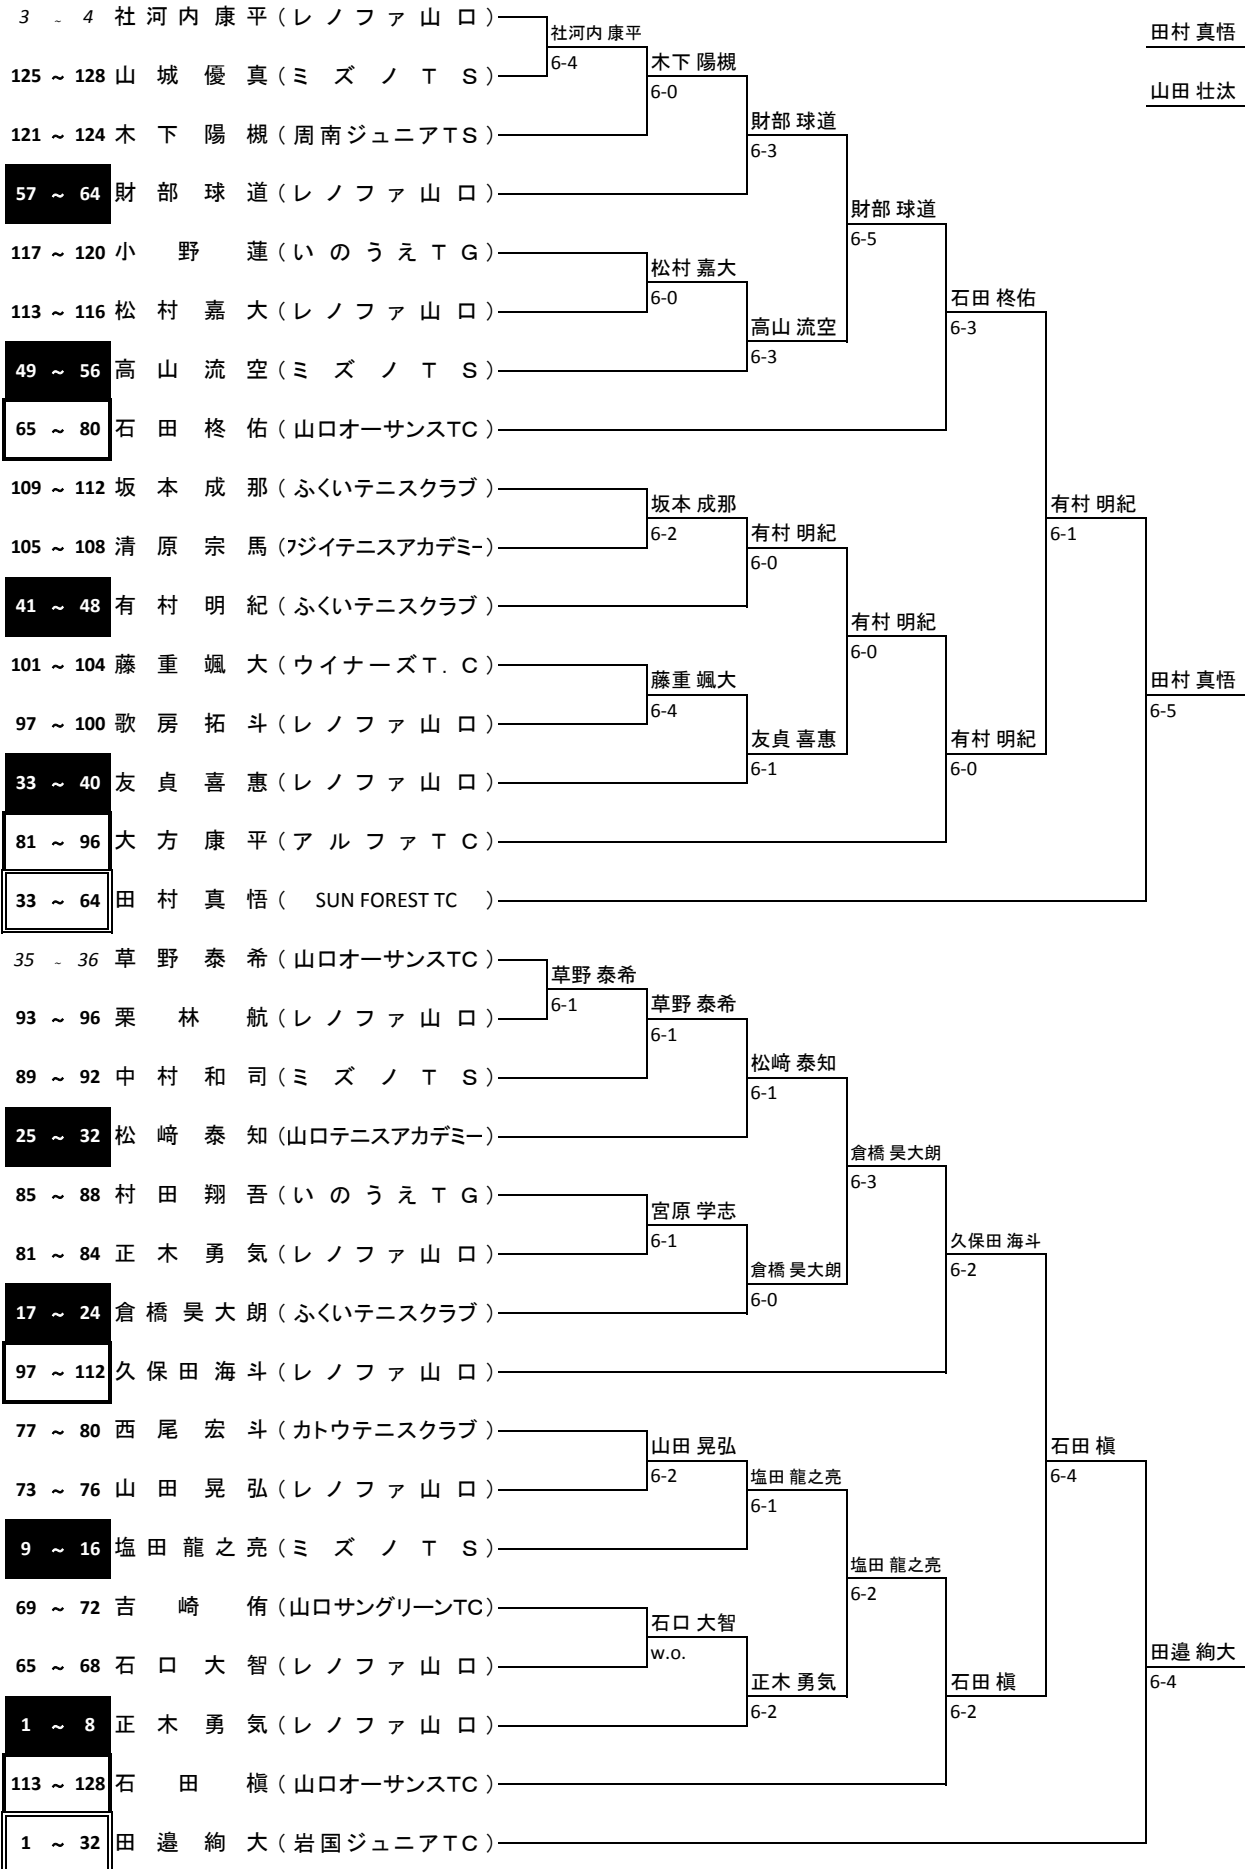 3 ~ 4 社河内康平(レノファ山口)
125 ~ 128 山城優真(ミズノTS)
121 ~ 124 木下陽槻(周南ジュニアTS)
57 ~ 64 財部球道(レノファ山口)
117 ~ 120 小野蓮(いのうえTG)
113 ~ 116 松村嘉大(レノファ山口)
49 ~ 56 高山流空(ミズノTS)
65 ~ 80 石田柊佑(山口オーサンスTC)
109 ~ 112 坂本成那(ふくいテニスクラブ)
105 ~ 108 清原宗馬(フジイテニスアカデミー)
41 ~ 48 有村明紀(ふくいテニスクラブ)
101 ~ 104 藤重颯大(ウイナーズT.C)
97 ~ 100 歌房拓斗(レノファ山口)
33 ~ 40 友貞喜惠(レノファ山口)
81 ~ 96 大方康平(アルファTC)
33 ~ 64 田村真悟(SUN FOREST TC)
35 ~ 36 草野泰希(山口オーサンスTC)
93 ~ 96 栗林航(レノファ山口)
89 ~ 92 中村和司(ミズノTS)
25 ~ 32 松﨑泰知(山口テニスアカデミー)
85 ~ 88 村田翔吾(いのうえTG)
81 ~ 84 正木勇気(レノファ山口)
17 ~ 24 倉橋昊大朗(ふくいテニスクラブ)
97 ~ 112 久保田海斗(レノファ山口)
77 ~ 80 西尾宏斗(カトウテニスクラブ)
73 ~ 76 山田晃弘(レノファ山口)
9 ~ 16 塩田龍之亮(ミズノTS)
69 ~ 72 吉崎侑(山口サングリーンTC)
65 ~ 68 石口大智(レノファ山口)
1 ~ 8 正木勇気(レノファ山口)
113 ~ 128 石田槇(山口オーサンスTC)
1 ~ 32 田邉絢大(岩国ジュニアTC)
社河内 康平
6-4
草野 泰希
6-1
木下 陽槻
6-0
松村 嘉大
6-0
坂本 成那
6-2
藤重 颯大
6-4
草野 泰希
6-1
宮原 学志
6-1
山田 晃弘
6-2
石口 大智
w.o.
財部 球道
6-3
高山 流空
6-3
有村 明紀
6-0
友貞 喜惠
6-1
松﨑 泰知
6-1
倉橋 昊大朗
6-0
塩田 龍之亮
6-1
正木 勇気
6-2
財部 球道
6-5
有村 明紀
6-0
倉橋 昊大朗
6-3
塩田 龍之亮
6-2
石田 柊佑
6-3
有村 明紀
6-0
久保田 海斗
6-2
石田 槇
6-2
有村 明紀
6-1
石田 槇
6-4
田村 真悟
山田 壮汰
田村 真悟
6-5
田邉 絢大
6-4